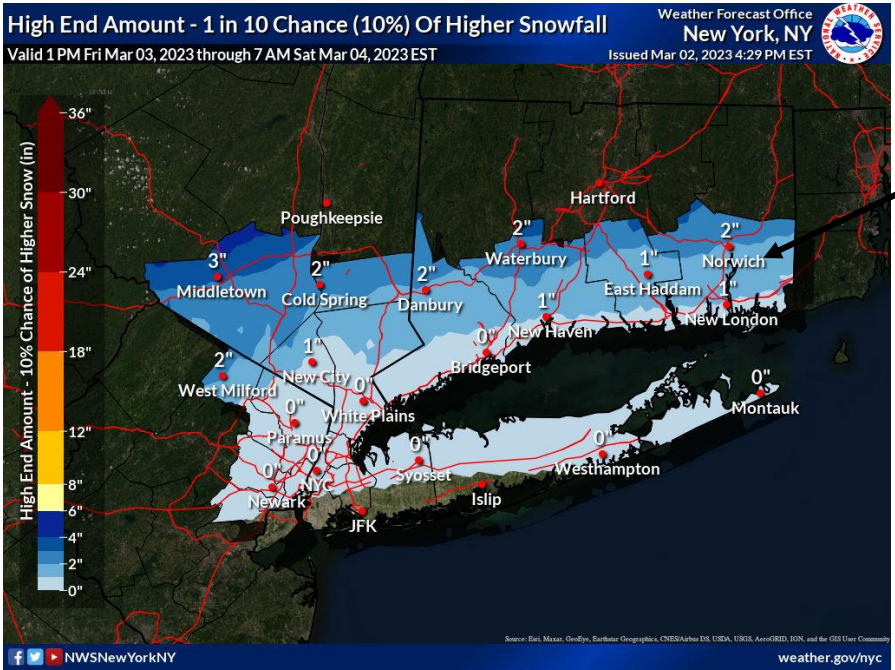 High End Amount - 1 in 10 Chance (10%) Of Higher Snowfall
Valid 1 PM Fri Mar 03, 2023 through 7 AM Sat Mar 04, 2023 EST
Weather Forecast Office
New York, NY
Issued Mar 02, 2023 4:29 PM EST
NATIONAL WEATHER SERVICE
High End Amount - 10% Chance of Higher Snow (in)
36"
30"
24"
18"
12"
8"
6"
4"
2"
0"
Hartford
Poughkeepsie
2"
Waterbury
2"
Norwich
3"
Middletown
2"
Cold Spring
2"
Danbury
1"
East Haddam
1"
New London
1"
New Haven
0"
Bridgeport
1"
New City
2"
West Milford
0"
White Plains
0"
Montauk
0"
Paramus
0"
Syosset
0"
Westhampton
0"
NYC
0"
Newark
Islip
JFK
Source: Esri, Maxar, GeoEye, Earthstar Geographics, CNES/Airbus DS, USDA, USGS, AeroGRID, IGN, and the GIS User Community
NWSNewYorkNY
weather.gov/nyc